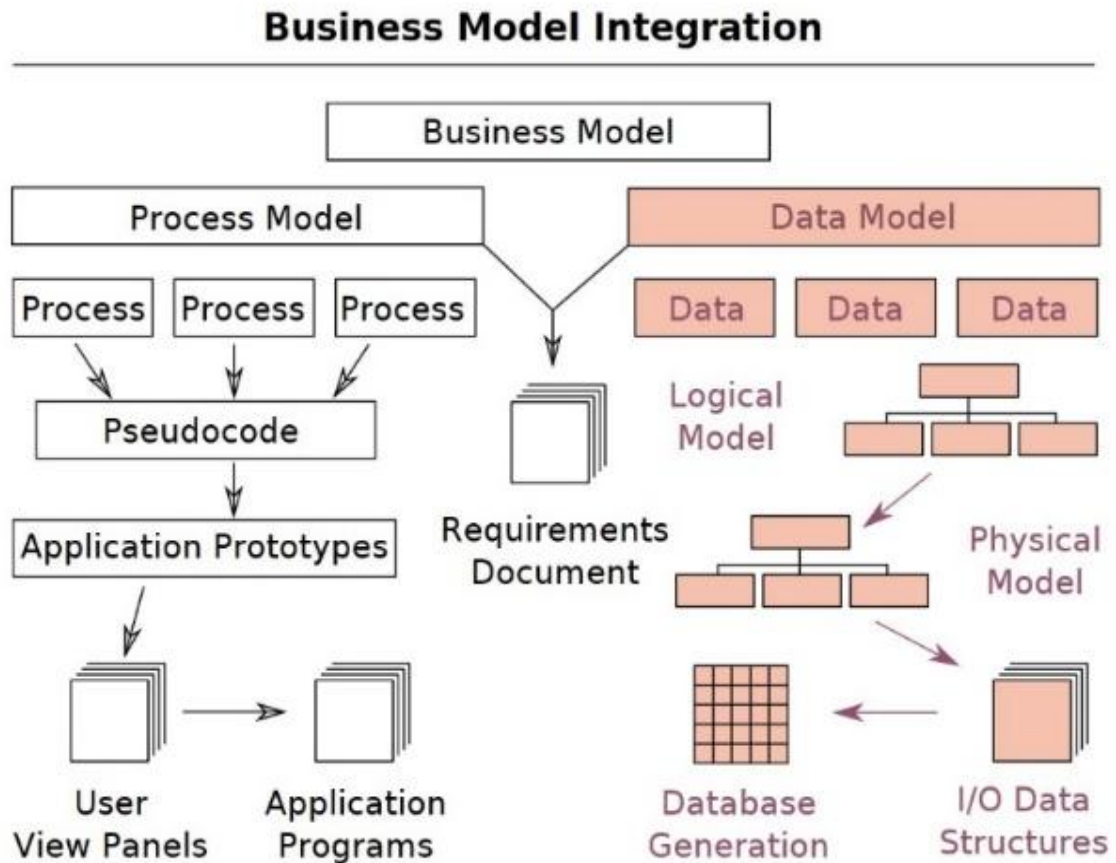 Business Model Integration
Business Model
Process Model
Data Model
Process
Process
Process
Data
Data
Data
Pseudocode
Logical
Model
Application Prototypes
Requirements
Document
Physical
Model
User
View Panels
Application
Programs
Database
Generation
I/O Data
Structures